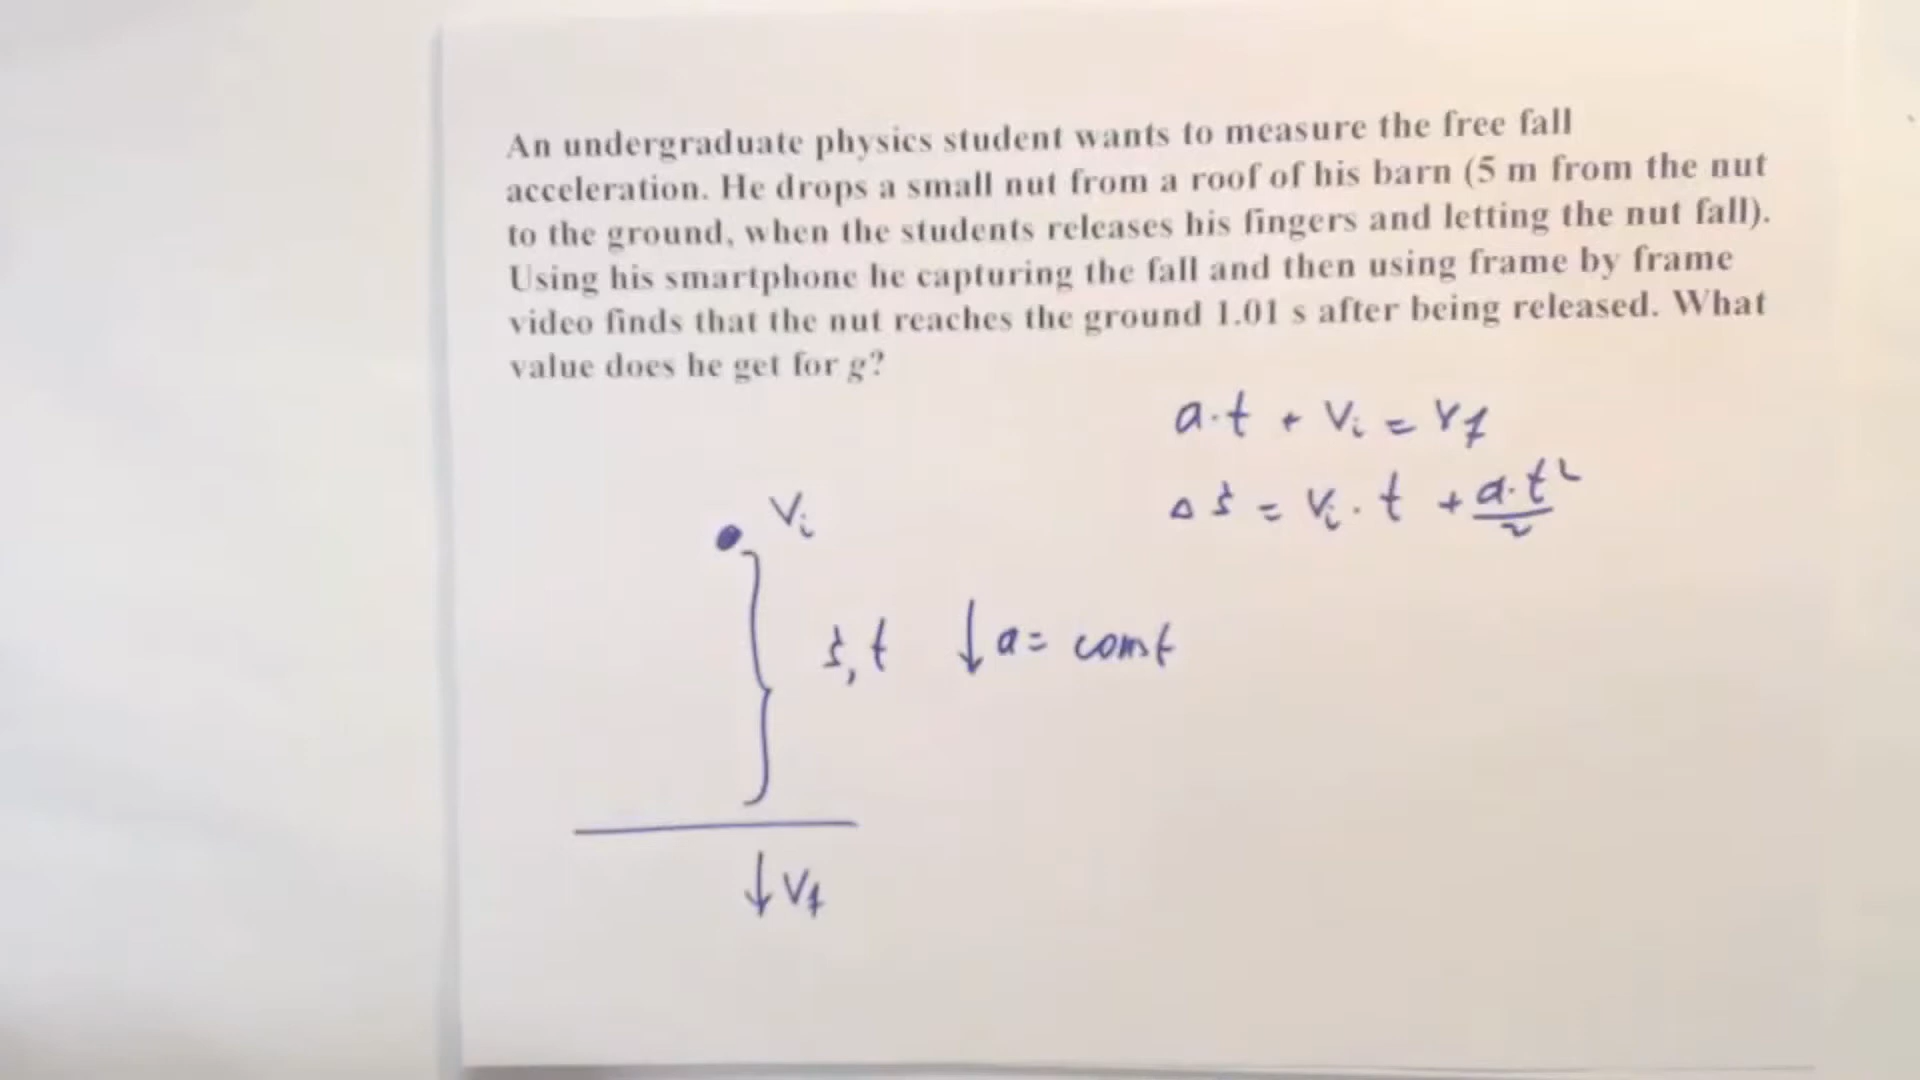 An undergraduate physics student wants to measure the free fall
acceleration. He drops a small nut from a roof of his barn (5 m from the nut
to the ground, when the students releases his fingers and letting the nut fall).
Using his smartphone he capturing the fall and then using frame by frame
video finds that the nut reaches the ground 1.01 s after being released. What
value does he get for g?
a·t + Vi = Vf
Δs = Vi · t + a·t²/2
Vi
s, t ↓ a = const
↓ Vf